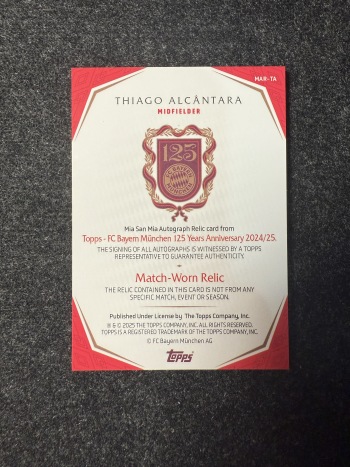 MAR-TA
THIAGO ALCÂNTARA
MIDFIELDER
125
Mia San Mia Autograph Relic card from
Topps - FC Bayern München 125 Years Anniversary 2024/25.
THE SIGNING OF ALL AUTOGRAPHS IS WITNESSED BY A TOPPS
REPRESENTATIVE TO GUARANTEE AUTHENTICITY.
Match-Worn Relic
THE RELIC CONTAINED IN THIS CARD IS NOT FROM ANY
SPECIFIC MATCH, EVENT OR SEASON.
Published Under License by The Topps Company, Inc.
® & © 2025 THE TOPPS COMPANY, INC. ALL RIGHTS RESERVED.
TOPPS IS A REGISTERED TRADEMARK OF THE TOPPS COMPANY, INC.
© FC Bayern München AG
topps